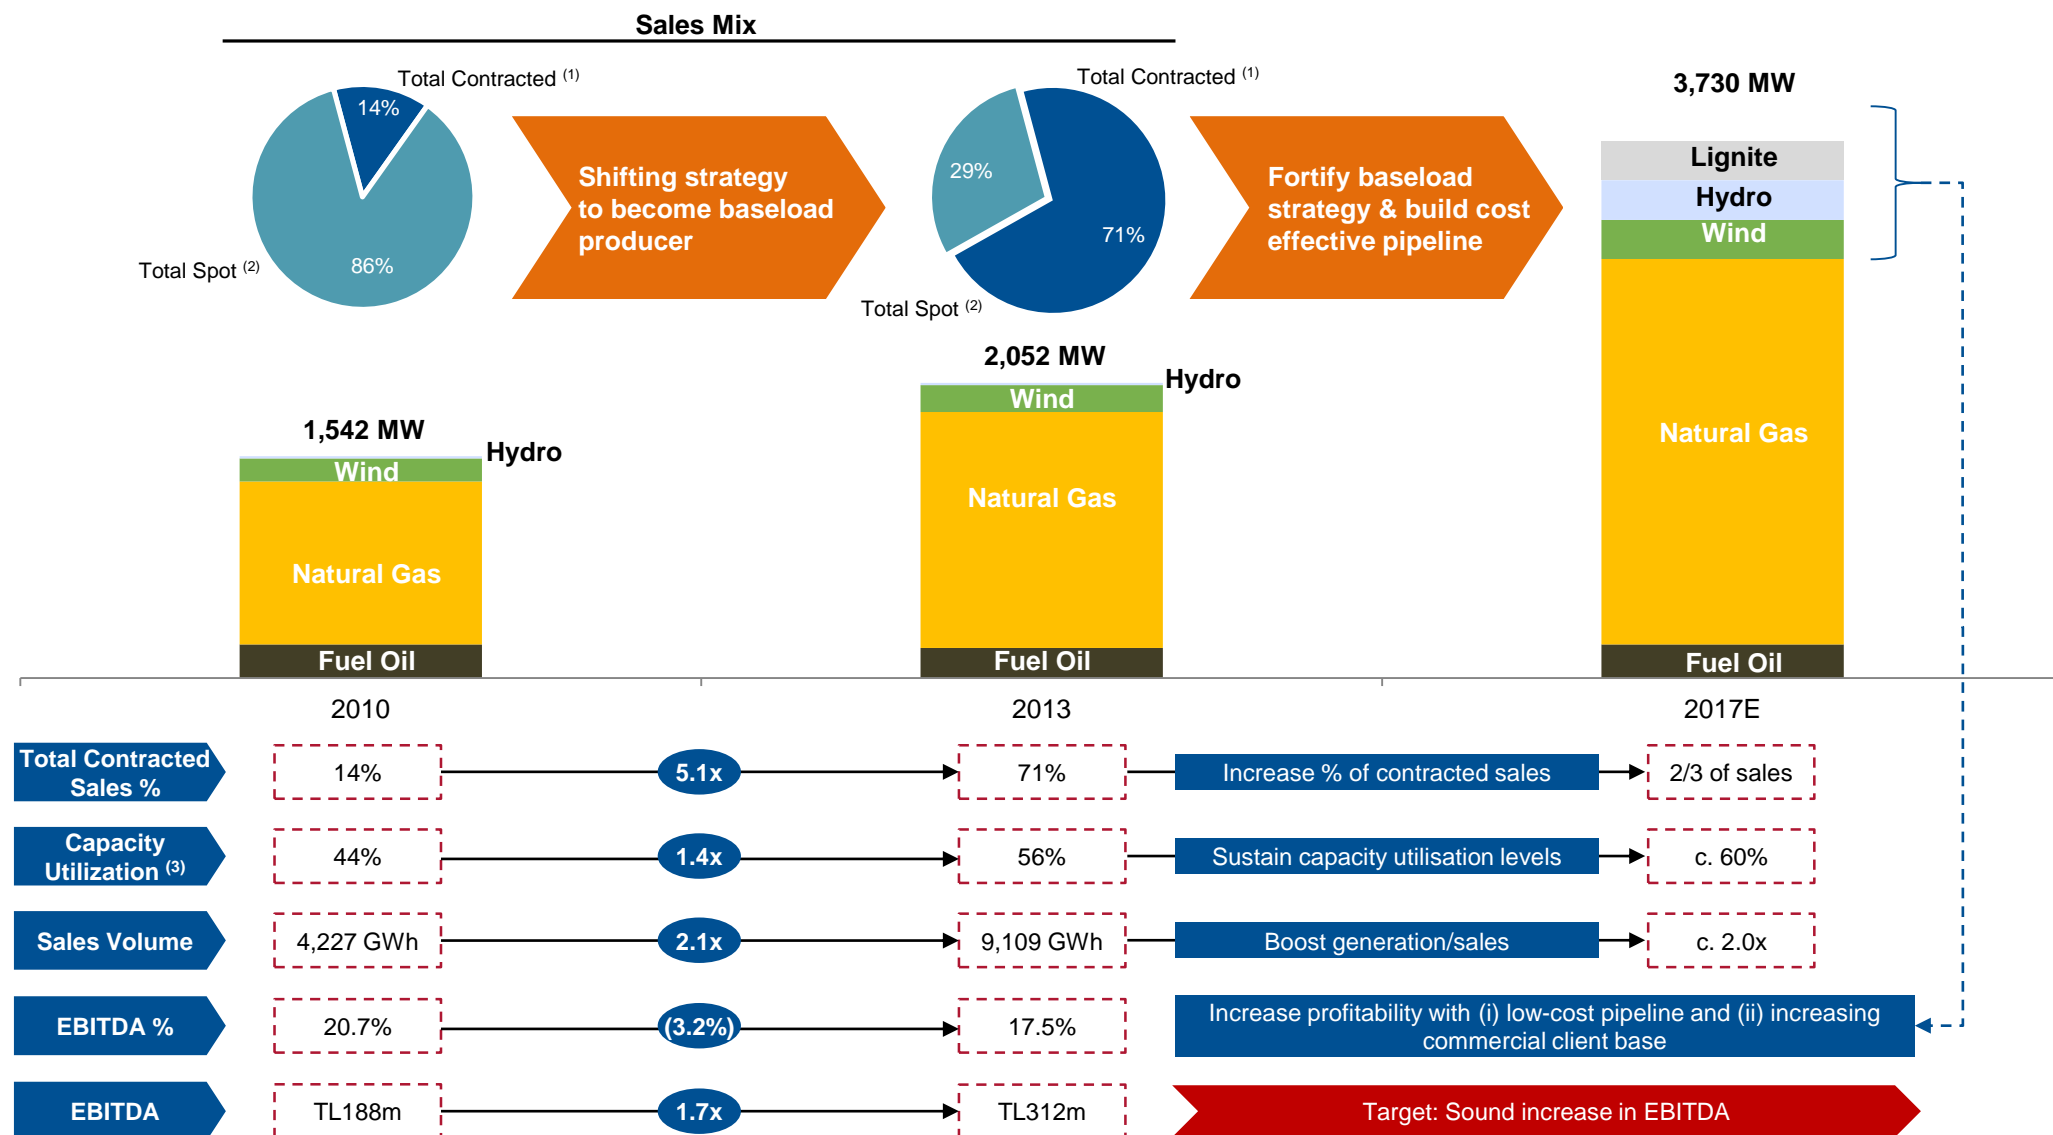 Sales Mix
Total Contracted (1)
14%
Total Spot (2)
86%
Shifting strategy
to become baseload
producer
Total Contracted (1)
29%
71%
Total Spot (2)
Fortify baseload
strategy & build cost
effective pipeline
3,730 MW
Lignite
Hydro
Wind
Natural Gas
Fuel Oil
2,052 MW
Hydro
Wind
Natural Gas
Fuel Oil
1,542 MW
Hydro
Wind
Natural Gas
Fuel Oil
2010
2013
2017E
Total Contracted
Sales %
14%
5.1x
71%
Increase % of contracted sales
2/3 of sales
Capacity
Utilization (3)
44%
1.4x
56%
Sustain capacity utilisation levels
c. 60%
Sales Volume
4,227 GWh
2.1x
9,109 GWh
Boost generation/sales
c. 2.0x
EBITDA %
20.7%
(3.2%)
17.5%
Increase profitability with (i) low-cost pipeline and (ii) increasing
commercial client base
EBITDA
TL188m
1.7x
TL312m
Target: Sound increase in EBITDA